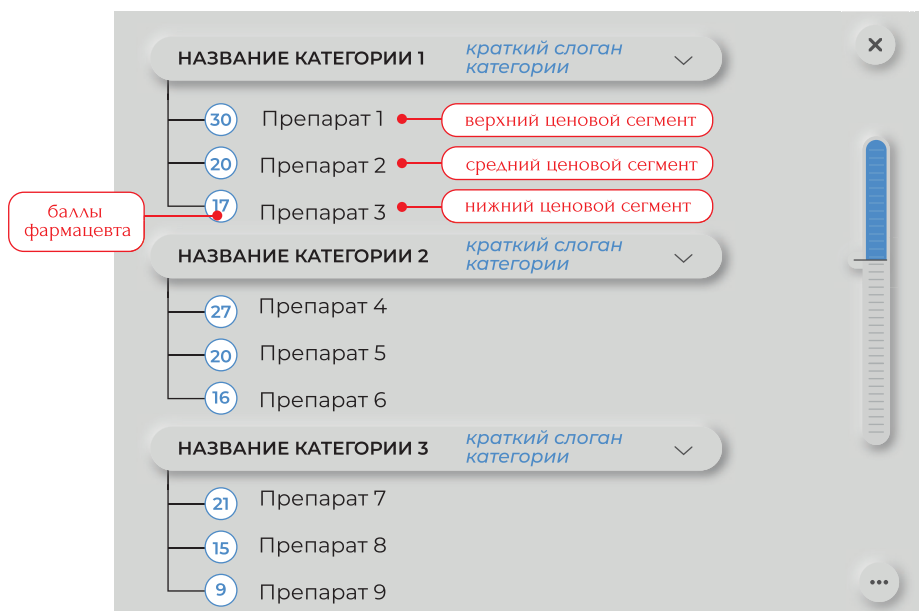 НАЗВАНИЕ КАТЕГОРИИ 1
краткий слоган
категории
30
Препарат 1
верхний ценовой сегмент
20
Препарат 2
средний ценовой сегмент
17
Препарат 3
нижний ценовой сегмент
баллы
фармацевта
НАЗВАНИЕ КАТЕГОРИИ 2
краткий слоган
категории
27
Препарат 4
20
Препарат 5
16
Препарат 6
НАЗВАНИЕ КАТЕГОРИИ 3
краткий слоган
категории
21
Препарат 7
15
Препарат 8
9
Препарат 9